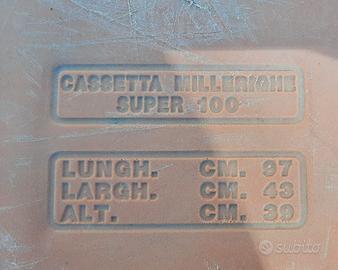 CASSETTA MILLERIGHE
SUPER 100
LUNGH. CM. 97
LARGH. CM. 43
ALT. CM. 39
subito